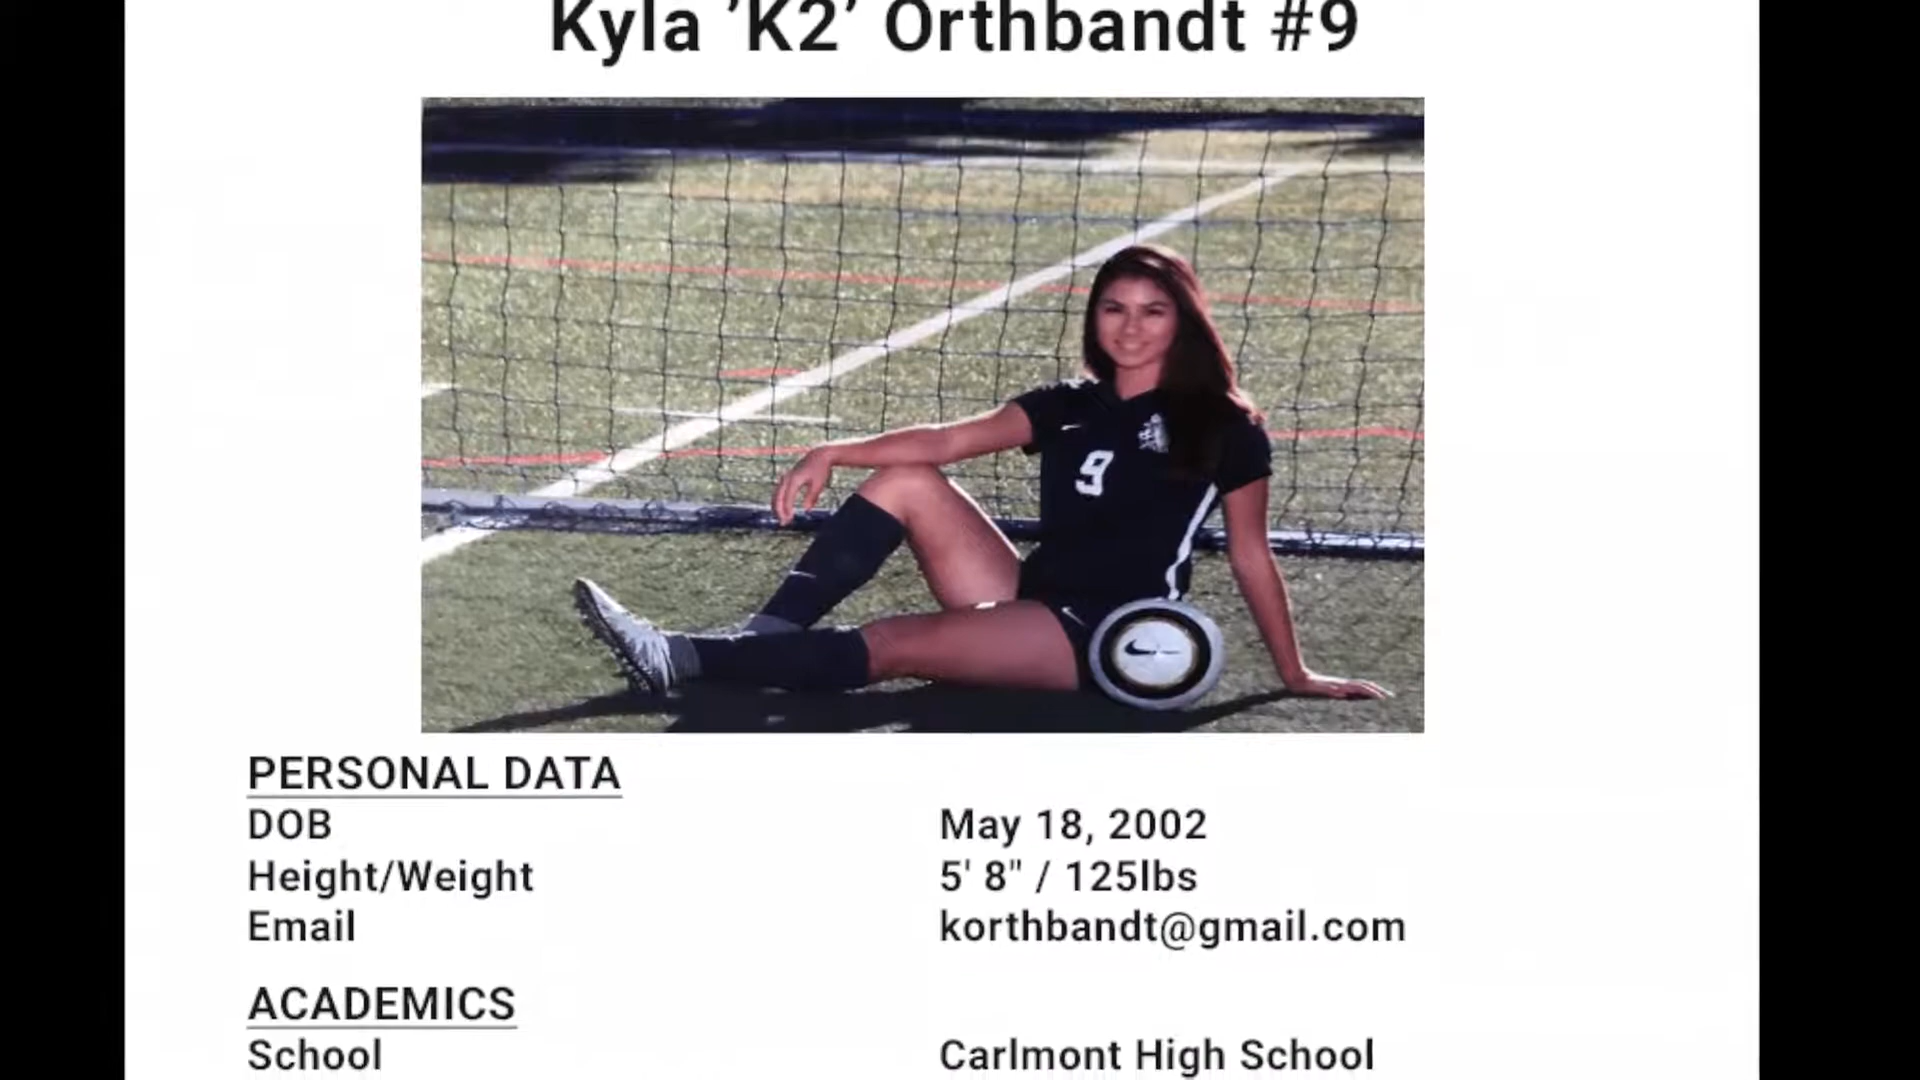 Kyla 'K2' Orthbandt #9
9
PERSONAL DATA
DOB May 18, 2002
Height/Weight 5' 8" / 125lbs
Email korthbandt@gmail.com
ACADEMICS
School Carlmont High School